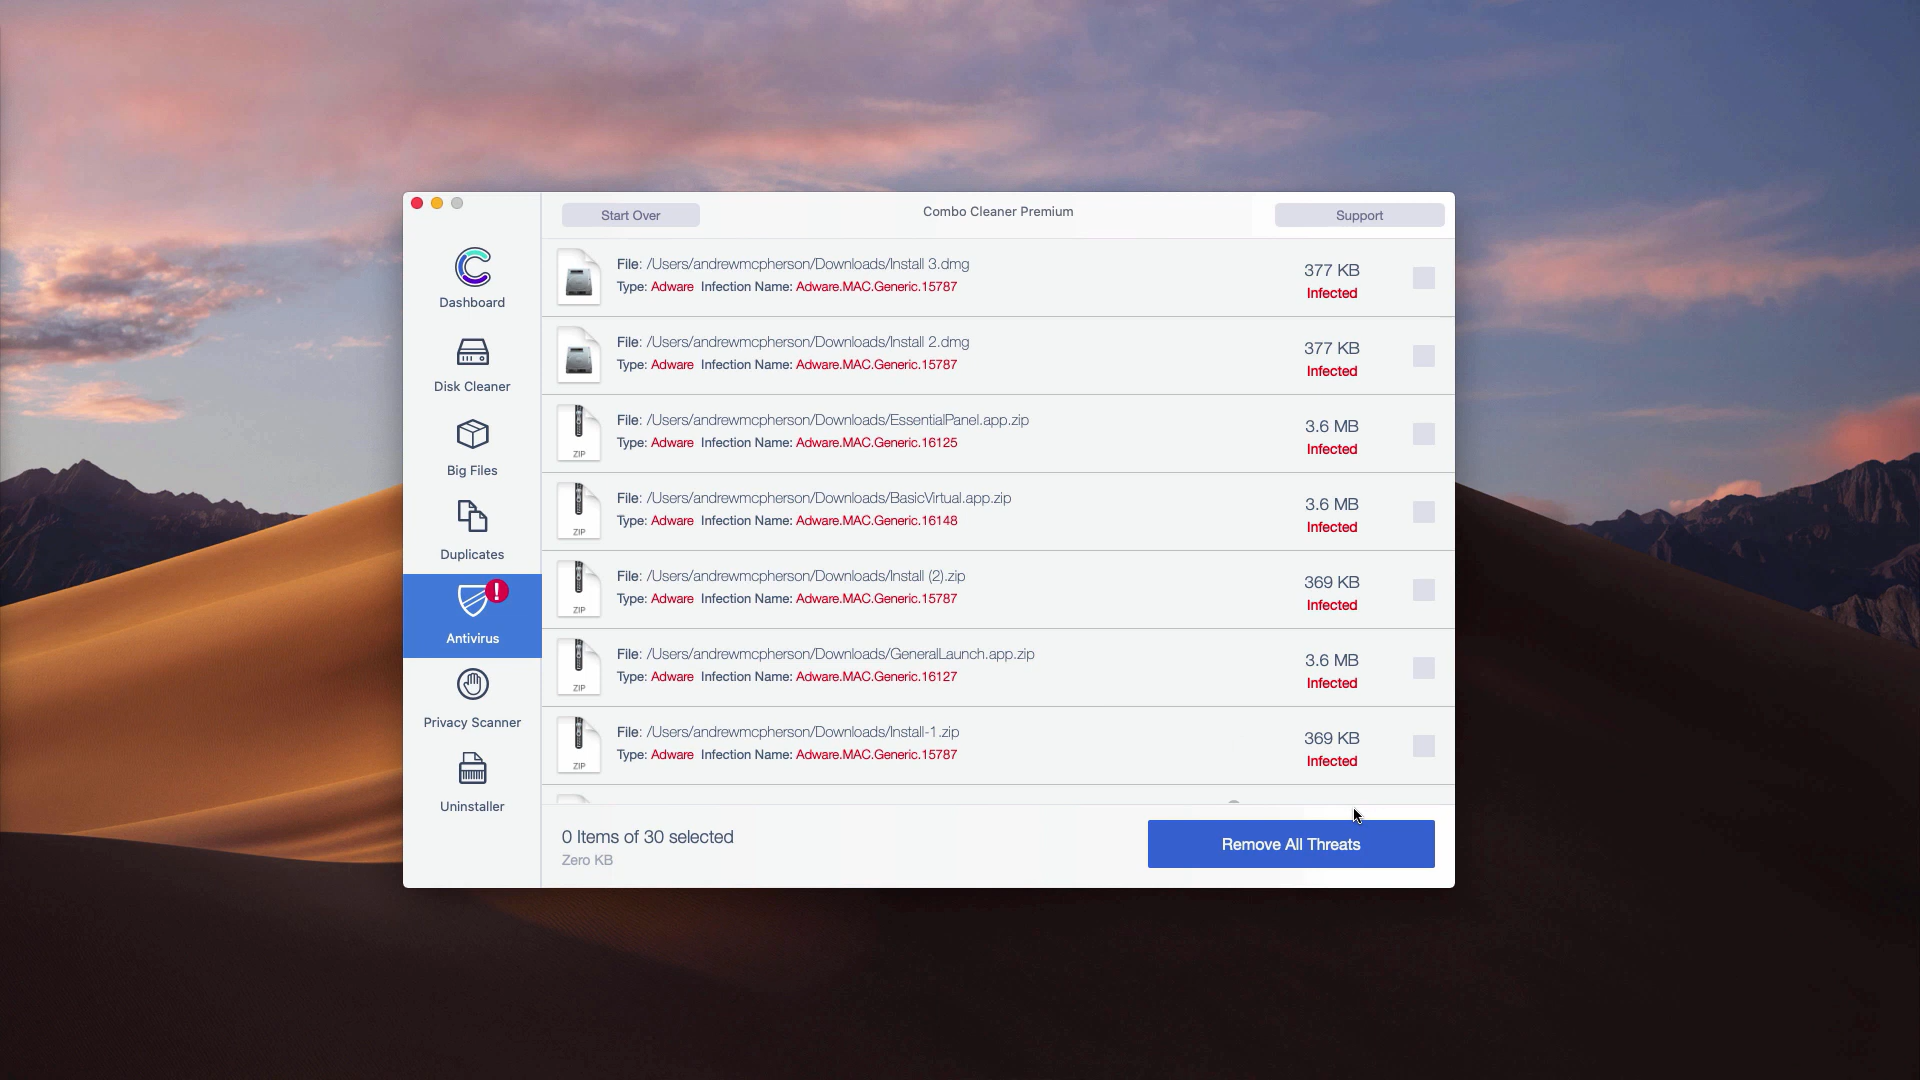 Start Over
Combo Cleaner Premium
Support
Dashboard
Disk Cleaner
Big Files
Duplicates
!
Antivirus
Privacy Scanner
Uninstaller
File: /Users/andrewmcpherson/Downloads/Install 3.dmg
Type: Adware Infection Name: Adware.MAC.Generic.15787
377 KB
Infected
File: /Users/andrewmcpherson/Downloads/Install 2.dmg
Type: Adware Infection Name: Adware.MAC.Generic.15787
377 KB
Infected
ZIP
File: /Users/andrewmcpherson/Downloads/EssentialPanel.app.zip
Type: Adware Infection Name: Adware.MAC.Generic.16125
3.6 MB
Infected
ZIP
File: /Users/andrewmcpherson/Downloads/BasicVirtual.app.zip
Type: Adware Infection Name: Adware.MAC.Generic.16148
3.6 MB
Infected
ZIP
File: /Users/andrewmcpherson/Downloads/Install (2).zip
Type: Adware Infection Name: Adware.MAC.Generic.15787
369 KB
Infected
ZIP
File: /Users/andrewmcpherson/Downloads/GeneralLaunch.app.zip
Type: Adware Infection Name: Adware.MAC.Generic.16127
3.6 MB
Infected
ZIP
File: /Users/andrewmcpherson/Downloads/Install-1.zip
Type: Adware Infection Name: Adware.MAC.Generic.15787
369 KB
Infected
0 Items of 30 selected
Zero KB
Remove All Threats